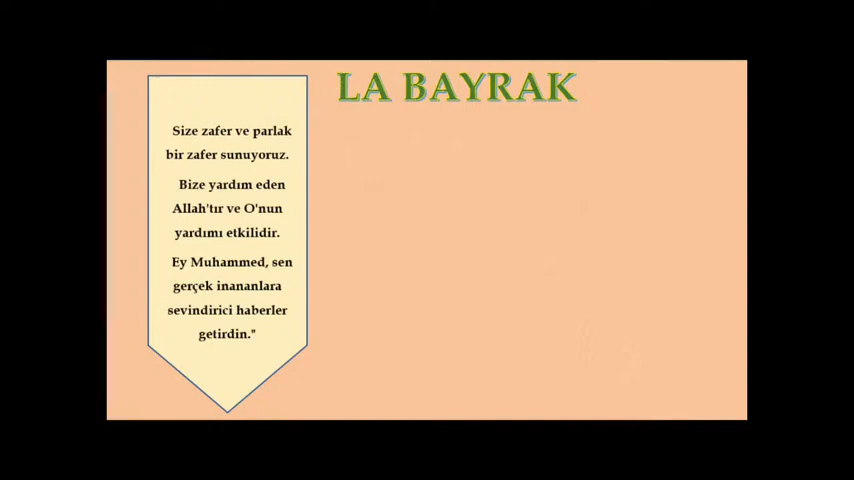 LA BAYRAK
Size zafer ve parlak
bir zafer sunuyoruz.
Bize yardım eden
Allah'tır ve O'nun
yardımı etkilidir.
Ey Muhammed, sen
gerçek inananlara
sevindirici haberler
getirdin."